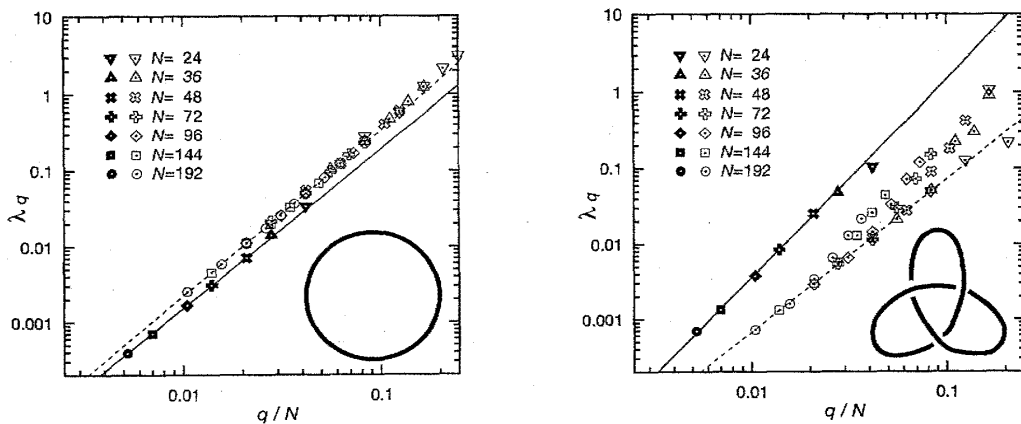 10
1
0.1
0.01
0.001
λ q
N= 24
N= 36
N= 48
N= 72
N= 96
N=144
N=192
0.01
0.1
q / N
10
1
0.1
0.01
0.001
λ q
N= 24
N= 36
N= 48
N= 72
N= 96
N=144
N=192
0.01
0.1
q / N